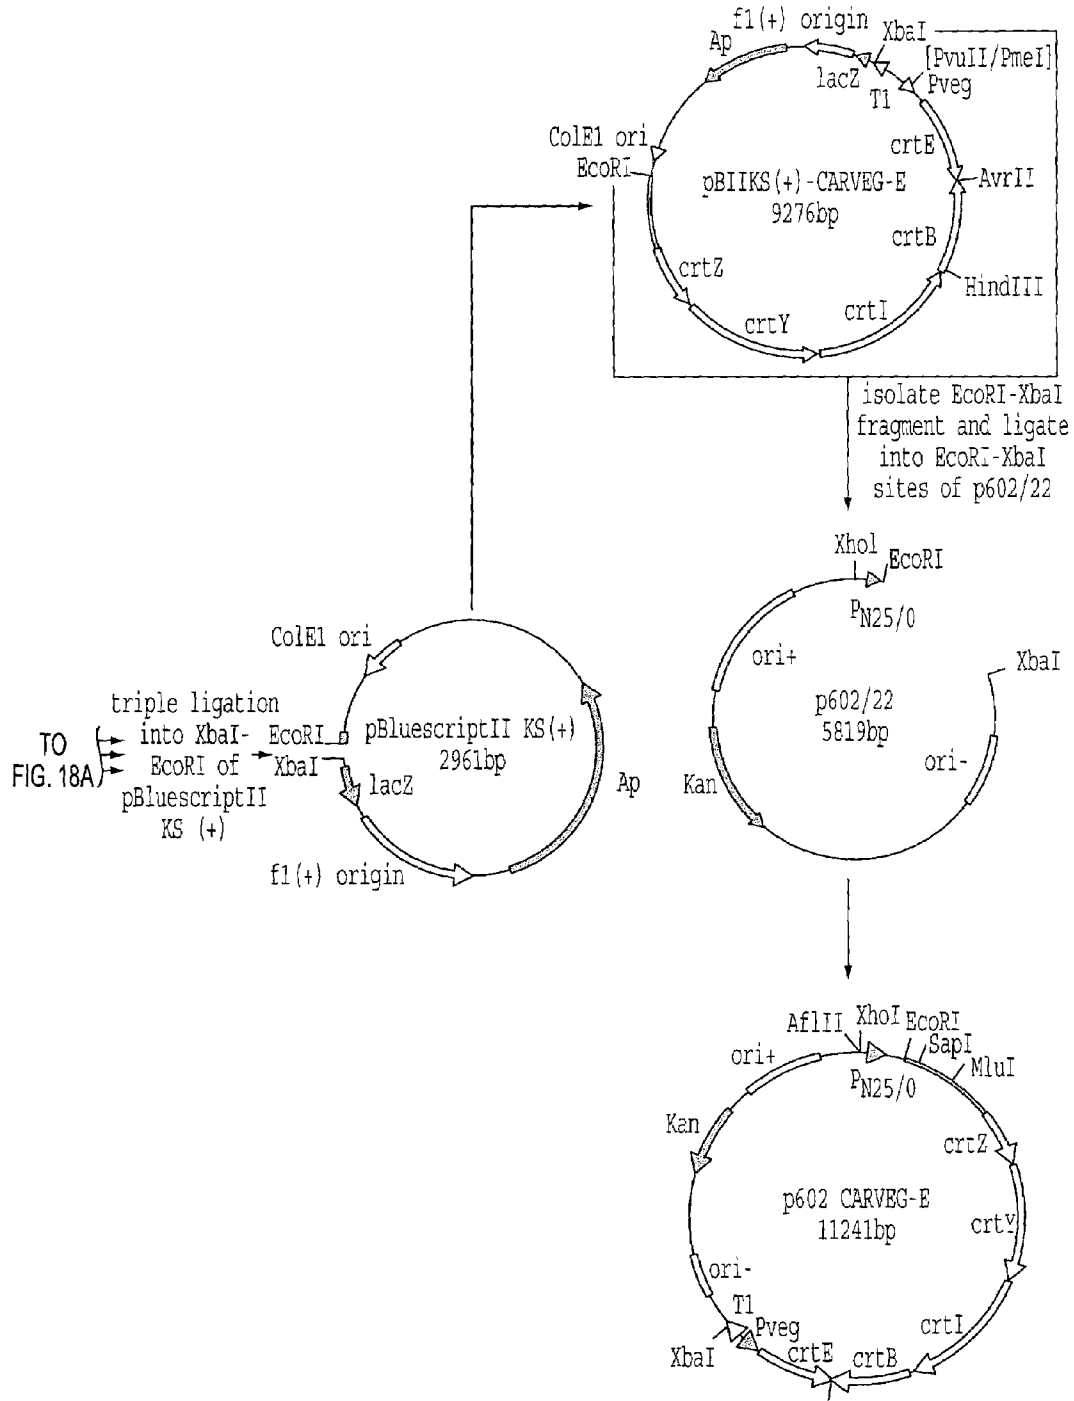 f1(+) origin
Ap
XbaI
[PvuII/PmeI]
lacZ
T1
Pveg
ColE1 ori
EcoRI
crtE
pBIIKS(+)-CARVEG-E
9276bp
AvrII
crtB
crtZ
HindIII
crtI
crtY
isolate EcoRI-XbaI
fragment and ligate
into EcoRI-XbaI
sites of p602/22
XhoI
EcoRI
PN25/0
ori+
XbaI
p602/22
5819bp
ori-
Kan
ColE1 ori
TO
FIG. 18A
triple ligation
into XbaI-
EcoRI of
pBluescriptII
KS (+)
EcoRI
XbaI
pBluescriptII KS(+)
2961bp
lacZ
Ap
f1(+) origin
AflII
XhoI
EcoRI
SapI
MluI
ori+
PN25/0
Kan
crtZ
p602 CARVEG-E
11241bp
crtY
ori-
T1
Pveg
crtI
XbaI
crtE
crtB